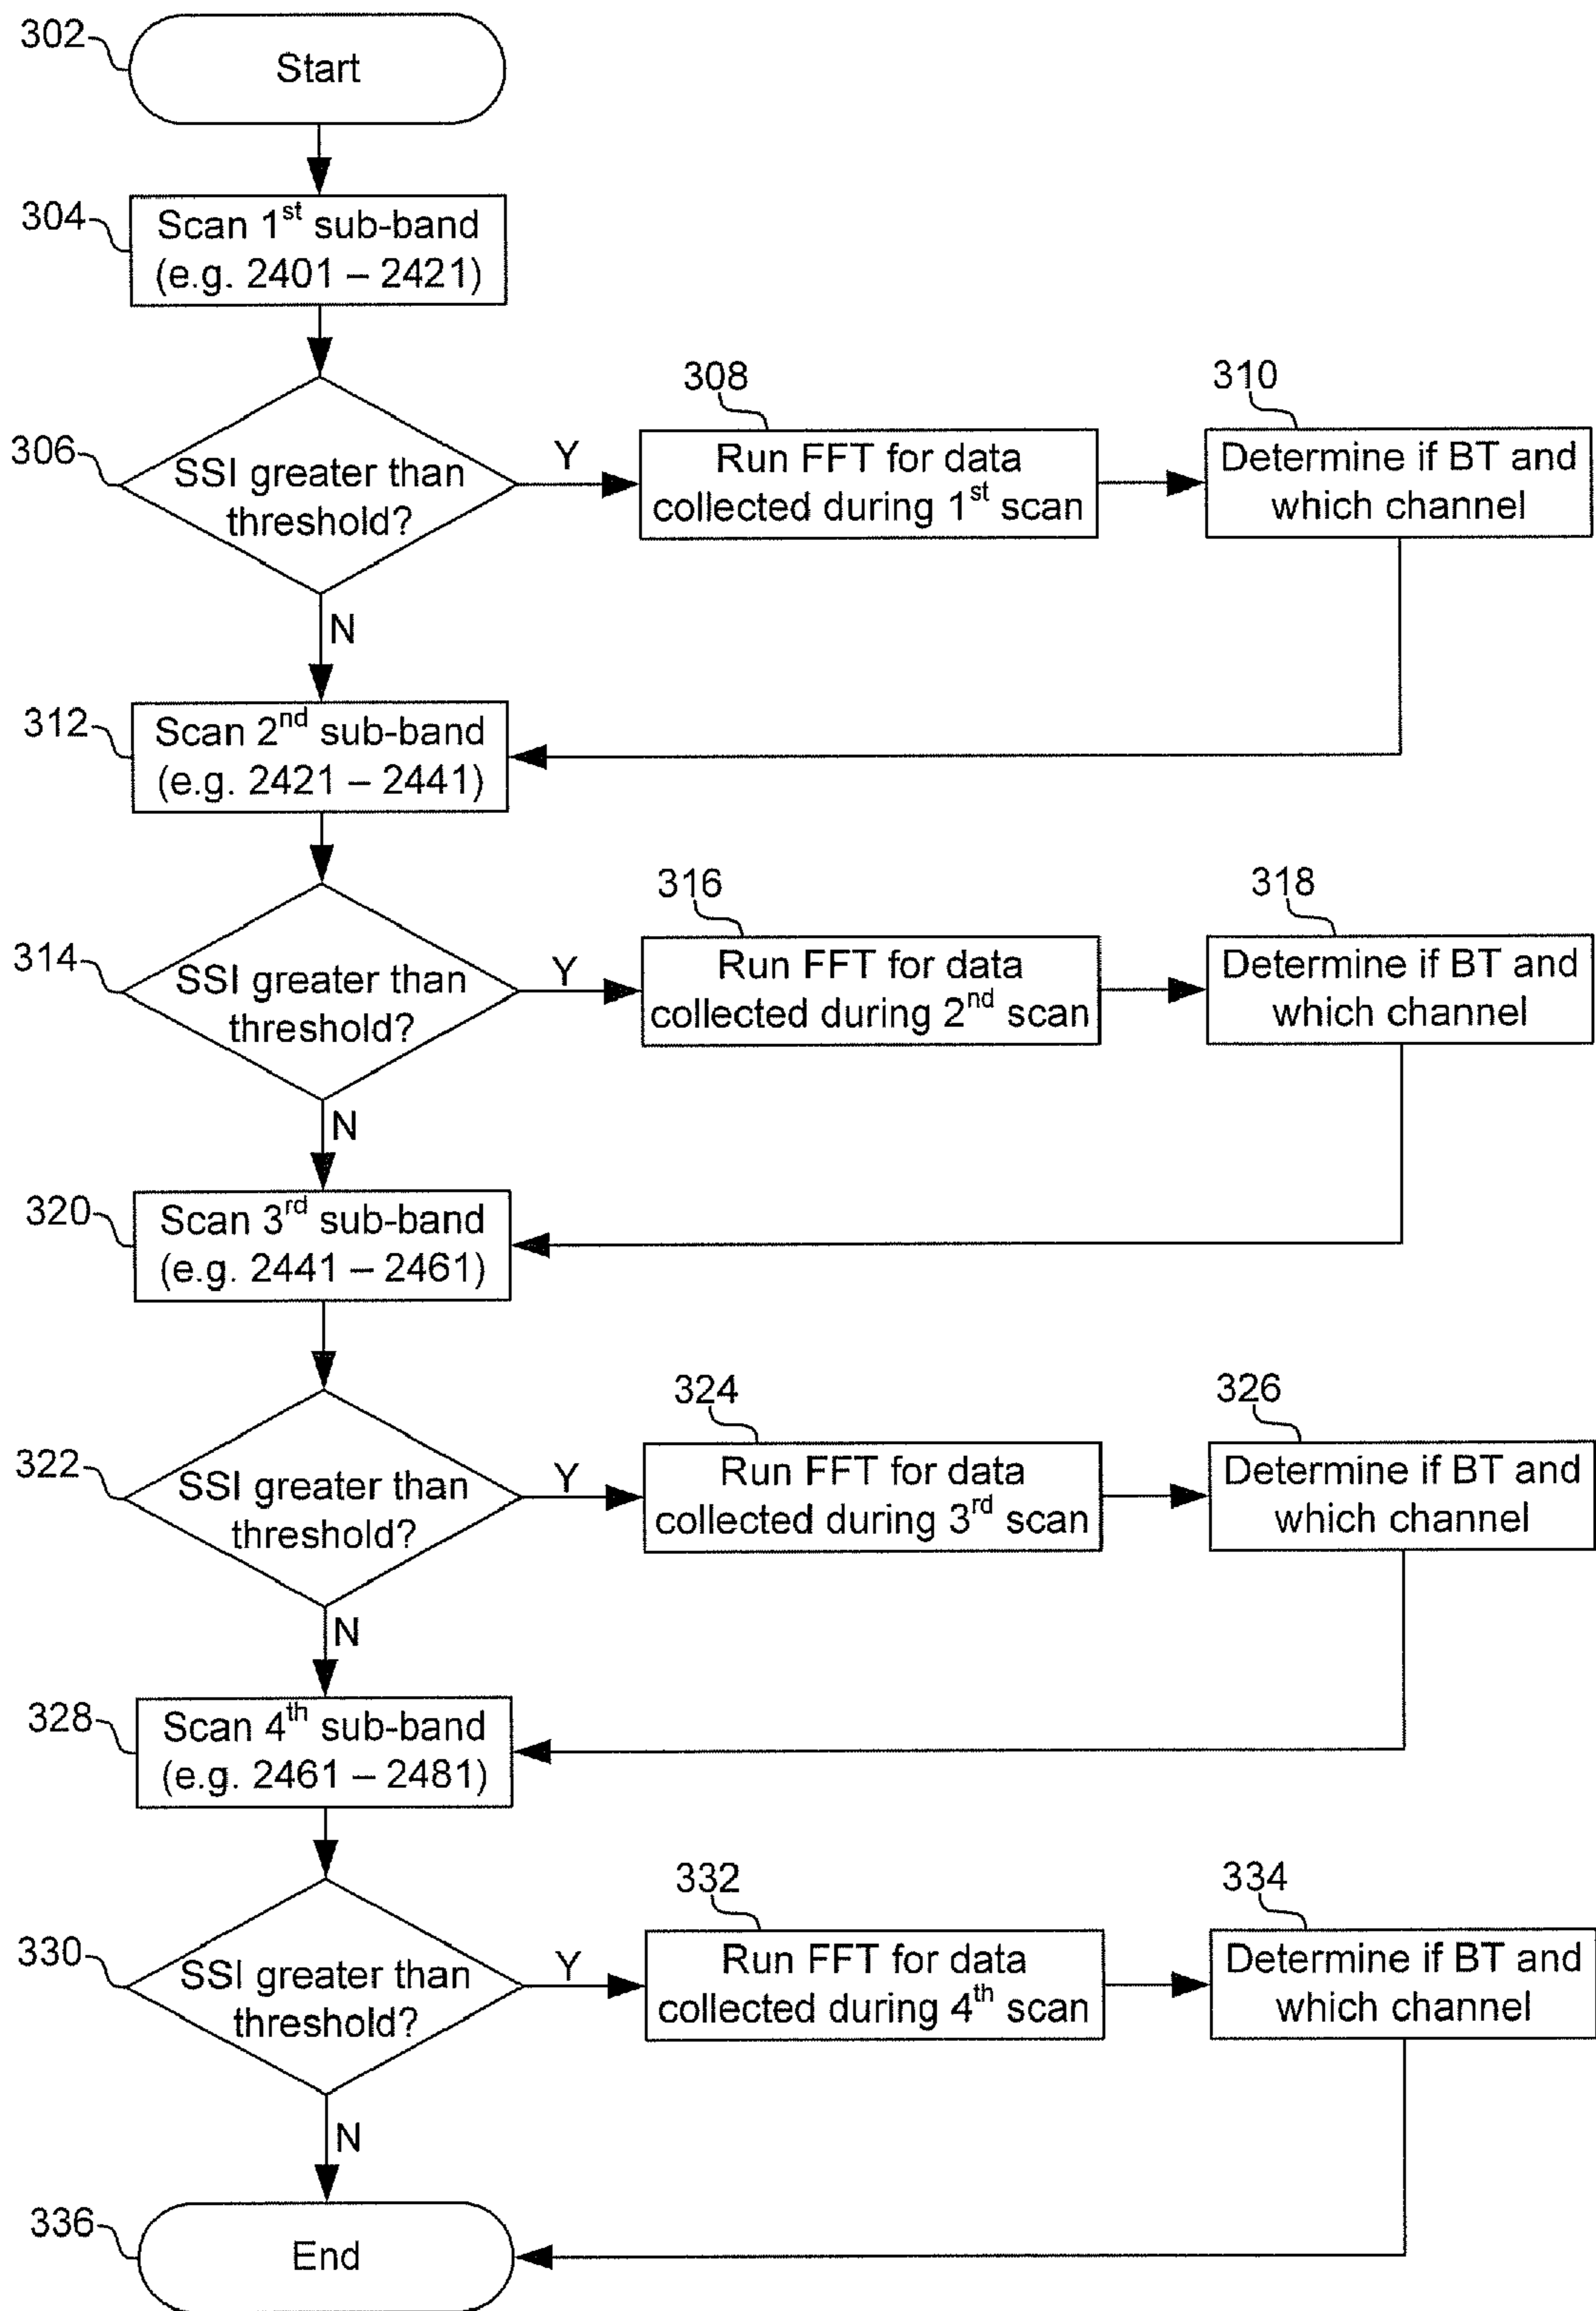 302
Start
304
Scan 1st sub-band
(e.g. 2401 – 2421)
306
SSI greater than
threshold?
Y
308
Run FFT for data
collected during 1st scan
310
Determine if BT and
which channel
N
312
Scan 2nd sub-band
(e.g. 2421 – 2441)
314
SSI greater than
threshold?
Y
316
Run FFT for data
collected during 2nd scan
318
Determine if BT and
which channel
N
320
Scan 3rd sub-band
(e.g. 2441 – 2461)
322
SSI greater than
threshold?
Y
324
Run FFT for data
collected during 3rd scan
326
Determine if BT and
which channel
N
328
Scan 4th sub-band
(e.g. 2461 – 2481)
330
SSI greater than
threshold?
Y
332
Run FFT for data
collected during 4th scan
334
Determine if BT and
which channel
N
336
End